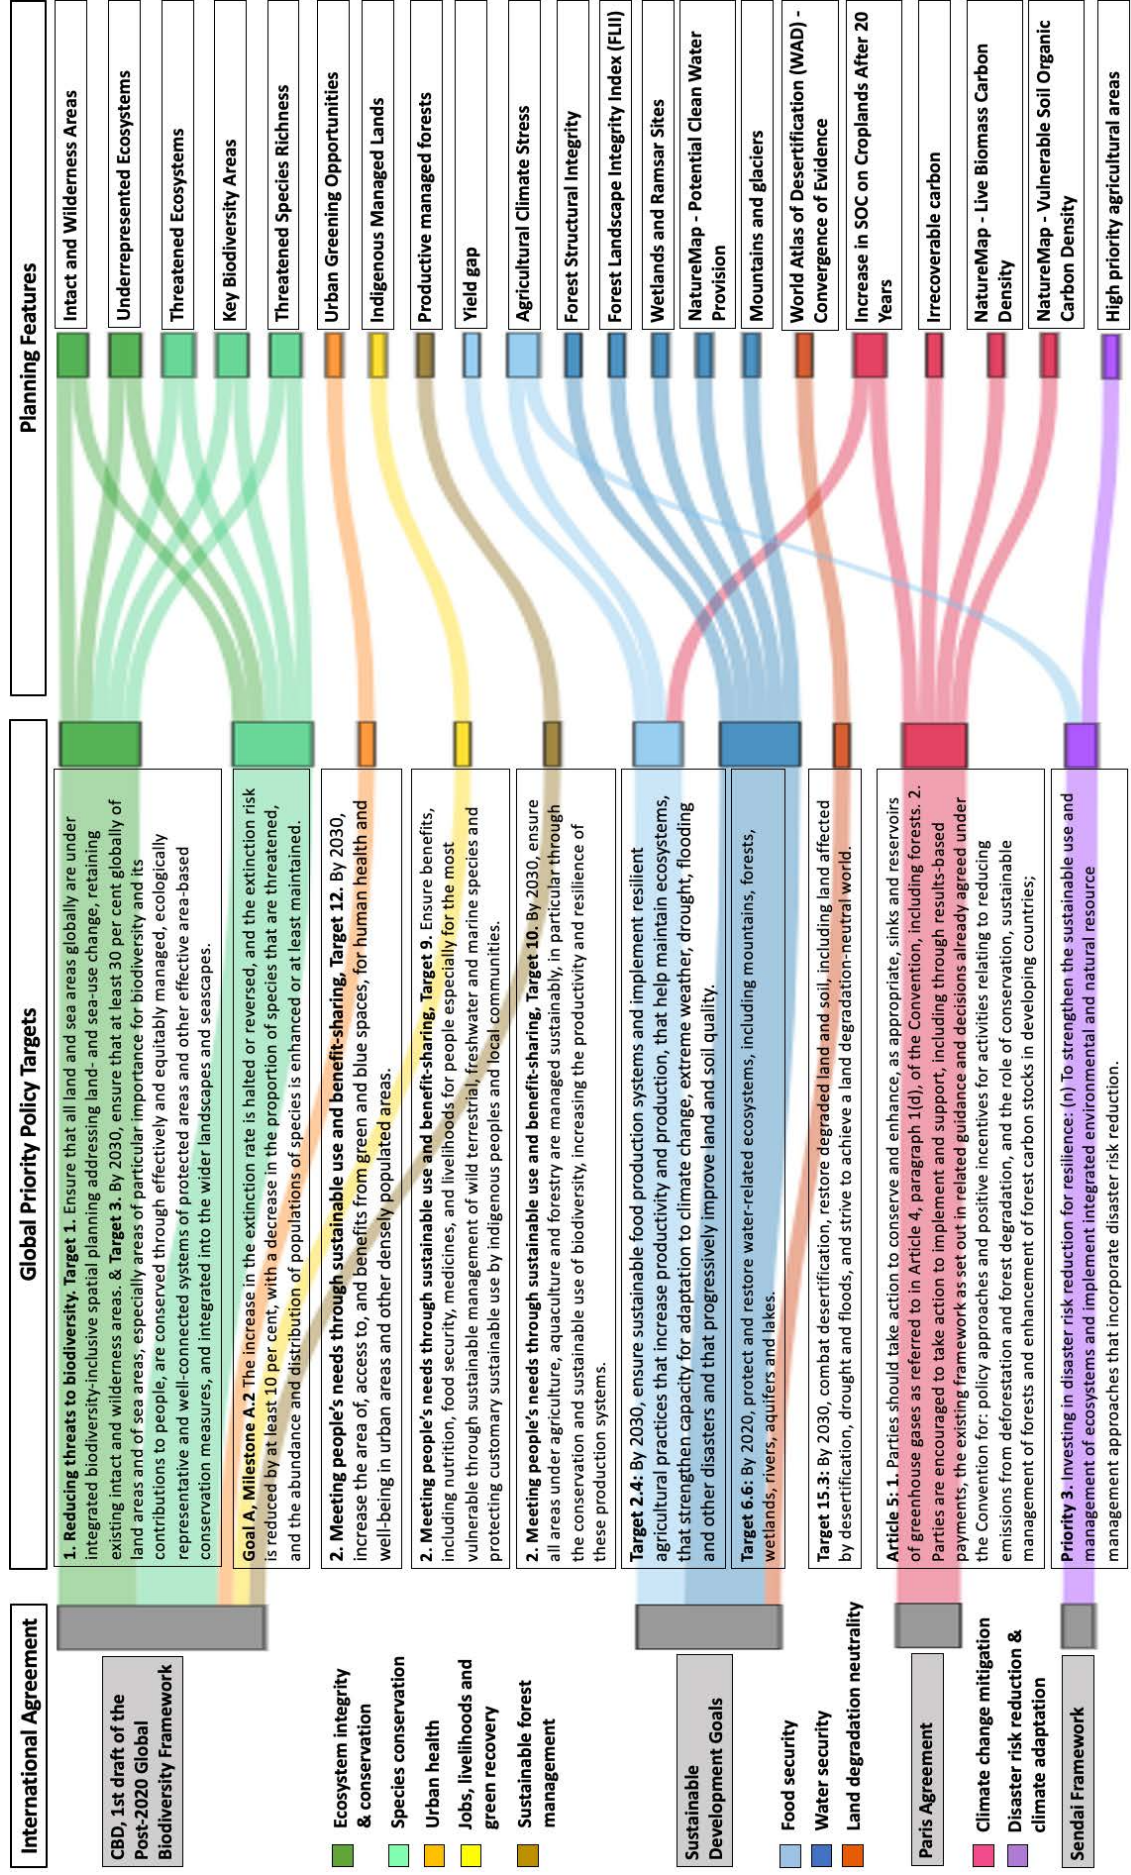 International Agreement
Global Priority Policy Targets
Planning Features
CBD, 1st draft of the
Post-2020 Global
Biodiversity Framework
Ecosystem integrity
& conservation
Species conservation
Urban health
Jobs, livelihoods and
green recovery
Sustainable forest
management
Sustainable
Development Goals
Food security
Water security
Land degradation neutrality
Paris Agreement
Climate change mitigation
Disaster risk reduction &
climate adaptation
Sendai Framework
1. Reducing threats to biodiversity. Target 1. Ensure that all land and sea areas globally are under
integrated biodiversity-inclusive spatial planning addressing land- and sea-use change, retaining
existing intact and wilderness areas. & Target 3. By 2030, ensure that at least 30 per cent globally of
land areas and of sea areas, especially areas of particular importance for biodiversity and its
contributions to people, are conserved through effectively and equitably managed, ecologically
representative and well-connected systems of protected areas and other effective area-based
conservation measures, and integrated into the wider landscapes and seascapes.
Goal A, Milestone A.2 The increase in the extinction rate is halted or reversed, and the extinction risk
is reduced by at least 10 per cent, with a decrease in the proportion of species that are threatened,
and the abundance and distribution of populations of species is enhanced or at least maintained.
2. Meeting people's needs through sustainable use and benefit-sharing, Target 12. By 2030,
increase the area of, access to, and benefits from green and blue spaces, for human health and
well-being in urban areas and other densely populated areas.
2. Meeting people's needs through sustainable use and benefit-sharing, Target 9. Ensure benefits,
including nutrition, food security, medicines, and livelihoods for people especially for the most
vulnerable through sustainable management of wild terrestrial, freshwater and marine species and
protecting customary sustainable use by indigenous peoples and local communities.
2. Meeting people's needs through sustainable use and benefit-sharing, Target 10. By 2030, ensure
all areas under agriculture, aquaculture and forestry are managed sustainably, in particular through
the conservation and sustainable use of biodiversity, increasing the productivity and resilience of
these production systems.
Target 2.4: By 2030, ensure sustainable food production systems and implement resilient
agricultural practices that increase productivity and production, that help maintain ecosystems,
that strengthen capacity for adaptation to climate change, extreme weather, drought, flooding
and other disasters and that progressively improve land and soil quality.
Target 6.6: By 2020, protect and restore water-related ecosystems, including mountains, forests,
wetlands, rivers, aquifers and lakes.
Target 15.3: By 2030, combat desertification, restore degraded land and soil, including land affected
by desertification, drought and floods, and strive to achieve a land degradation-neutral world.
Article 5: 1. Parties should take action to conserve and enhance, as appropriate, sinks and reservoirs
of greenhouse gases as referred to in Article 4, paragraph 1(d), of the Convention, including forests. 2.
Parties are encouraged to take action to implement and support, including through results-based
payments, the existing framework as set out in related guidance and decisions already agreed under
the Convention for: policy approaches and positive incentives for activities relating to reducing
emissions from deforestation and forest degradation, and the role of conservation, sustainable
management of forests and enhancement of forest carbon stocks in developing countries;
Priority 3. Investing in disaster risk reduction for resilience: (n) To strengthen the sustainable use and
management of ecosystems and implement integrated environmental and natural resource
management approaches that incorporate disaster risk reduction.
Intact and Wilderness Areas
Underrepresented Ecosystems
Threatened Ecosystems
Key Biodiversity Areas
Threatened Species Richness
Urban Greening Opportunities
Indigenous Managed Lands
Productive managed forests
Yield gap
Agricultural Climate Stress
Forest Structural Integrity
Forest Landscape Integrity Index (FLII)
Wetlands and Ramsar Sites
NatureMap - Potential Clean Water
Provision
Mountains and glaciers
World Atlas of Desertification (WAD) -
Convergence of Evidence
Increase in SOC on Croplands After 20
Years
Irrecoverable carbon
NatureMap - Live Biomass Carbon
Density
NatureMap - Vulnerable Soil Organic
Carbon Density
High priority agricultural areas